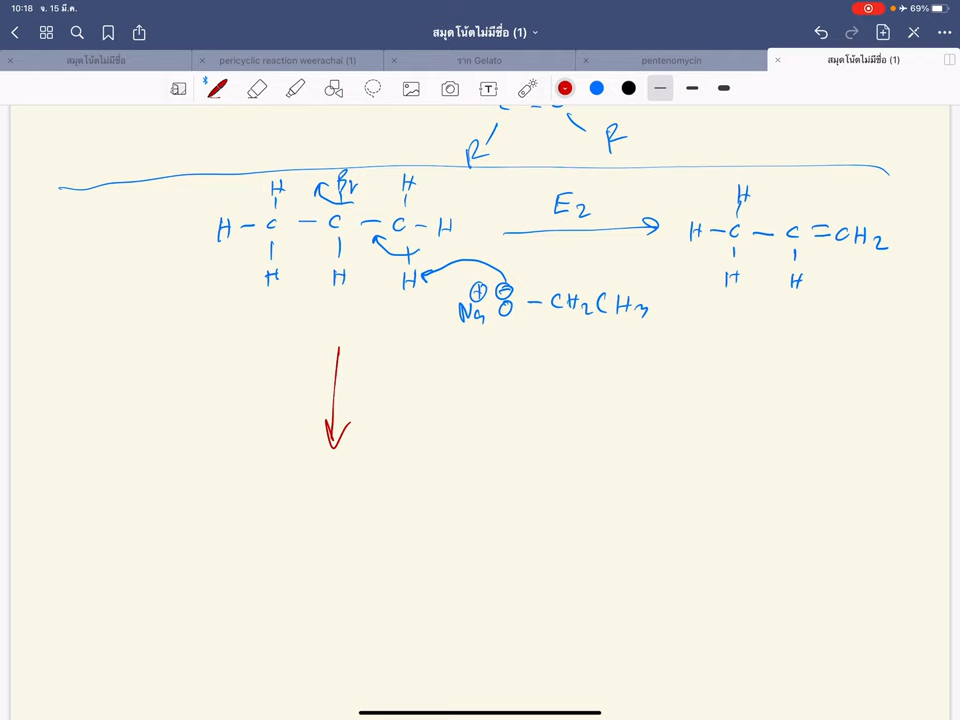 10:18 จ. 15 มี.ค. 69%
สมุดโน้ตไม่มีชื่อ (1)
สมุดโน้ตไม่มีชื่อ pericyclic reaction weerachai (1) ราก Gelato pentenomycin สมุดโน้ตไม่มีชื่อ (1)
R R
H Br H H
E2
H - C - C - C - H H - C - C = CH2
H H H H H
Na⊕ O⊖ - CH2CH3